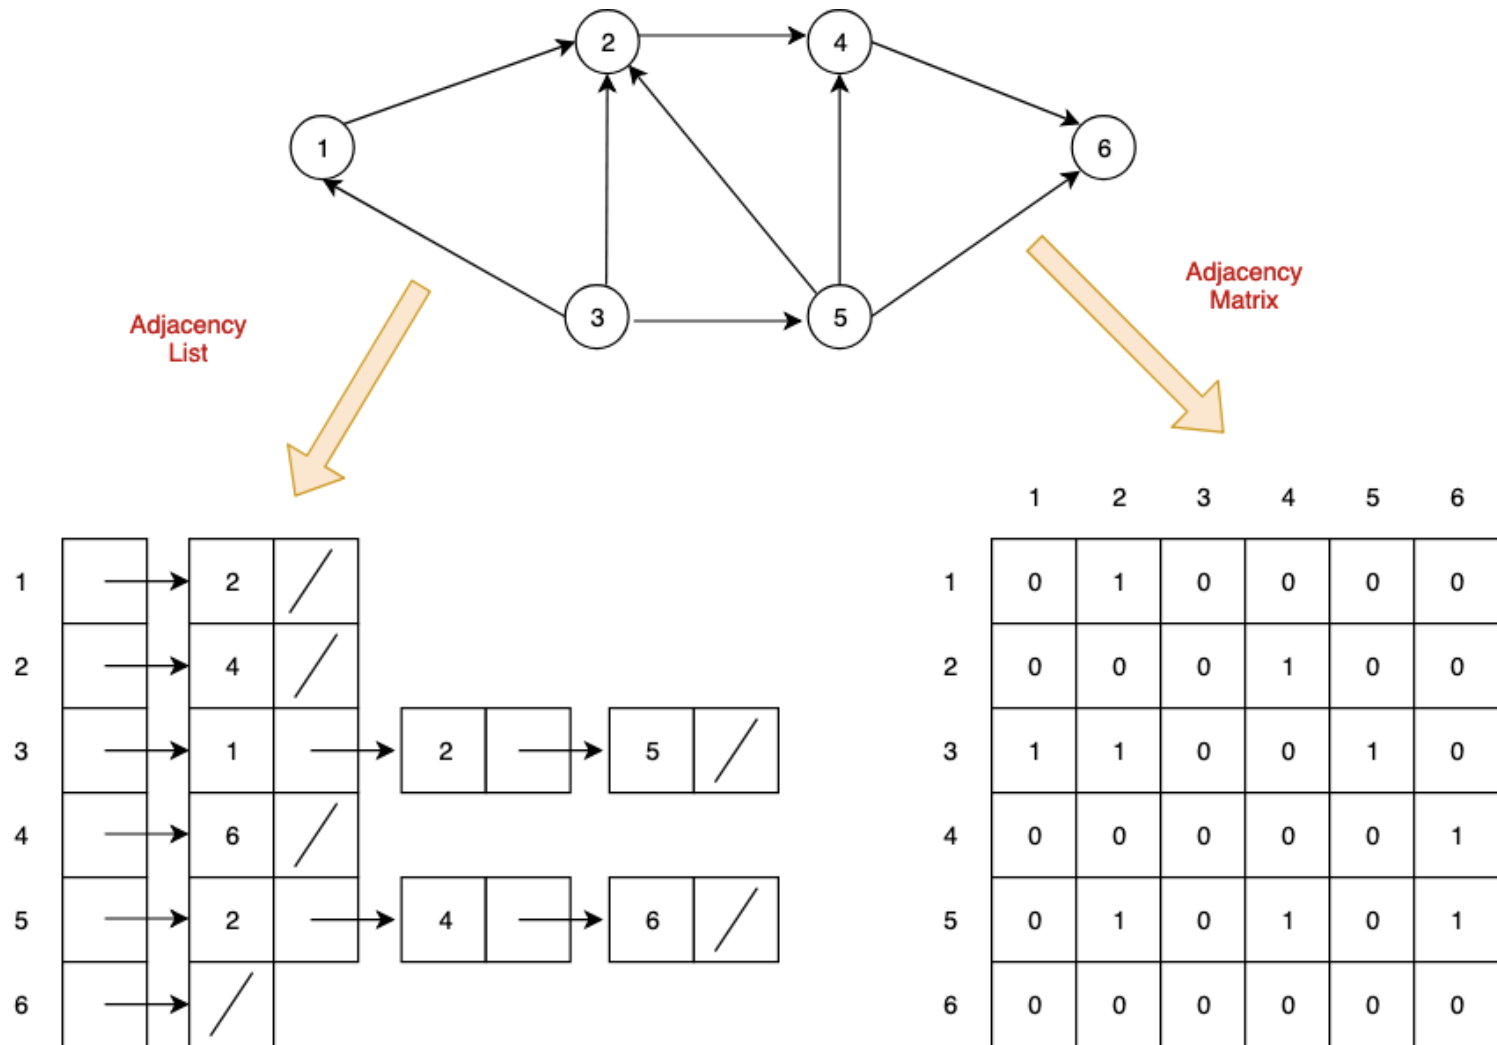 2
4
1
6
3
5
Adjacency
List
Adjacency
Matrix
1 2
2 4
3 1 2 5
4 6
5 2 4 6
6
1 2 3 4 5 6
1 0 1 0 0 0 0
2 0 0 0 1 0 0
3 1 1 0 0 1 0
4 0 0 0 0 0 1
5 0 1 0 1 0 1
6 0 0 0 0 0 0